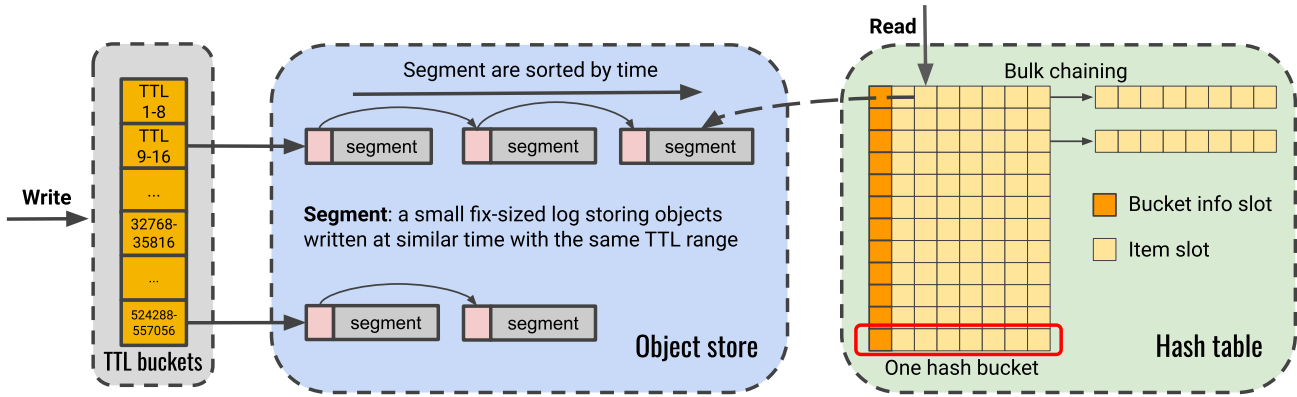 Write
TTL
1-8
TTL
9-16
...
32768-
35816
...
524288-
557056
TTL buckets
Segment are sorted by time
segment
segment
segment
Segment: a small fix-sized log storing objects
written at similar time with the same TTL range
segment
segment
Object store
Read
Bulk chaining
Bucket info slot
Item slot
One hash bucket
Hash table